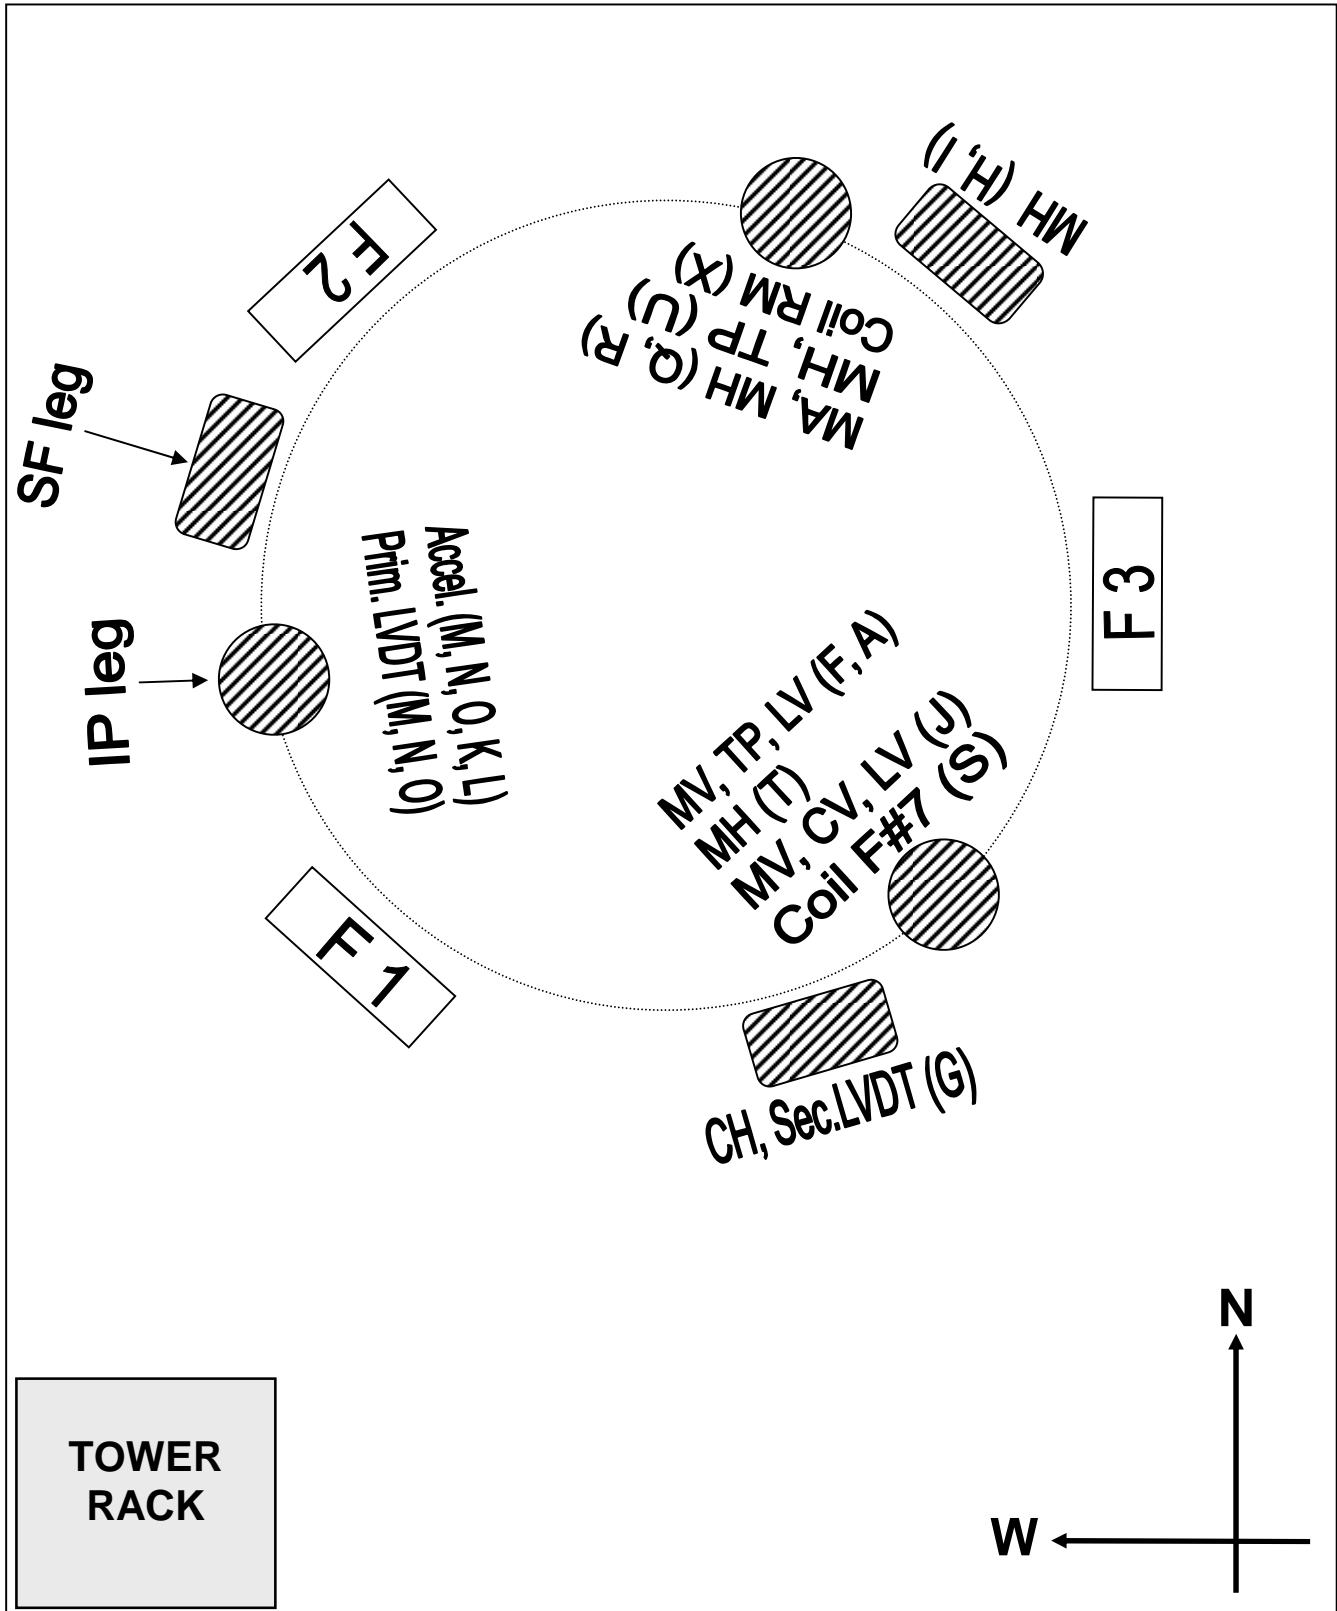 MH (H, I)
F 2
Coil RM (X)
MH, TP (U)
MA, MH (Q, R)
SF leg
Accel. (M, N, O, K, L)
Prim. LVDT (M, N, O)
F 3
IP leg
MV, TP, LV (F, A)
MH (T)
MV, CV, LV (J)
Coil F#7 (S)
F 1
CH, Sec.LVDT (G)
N
TOWER
RACK
W